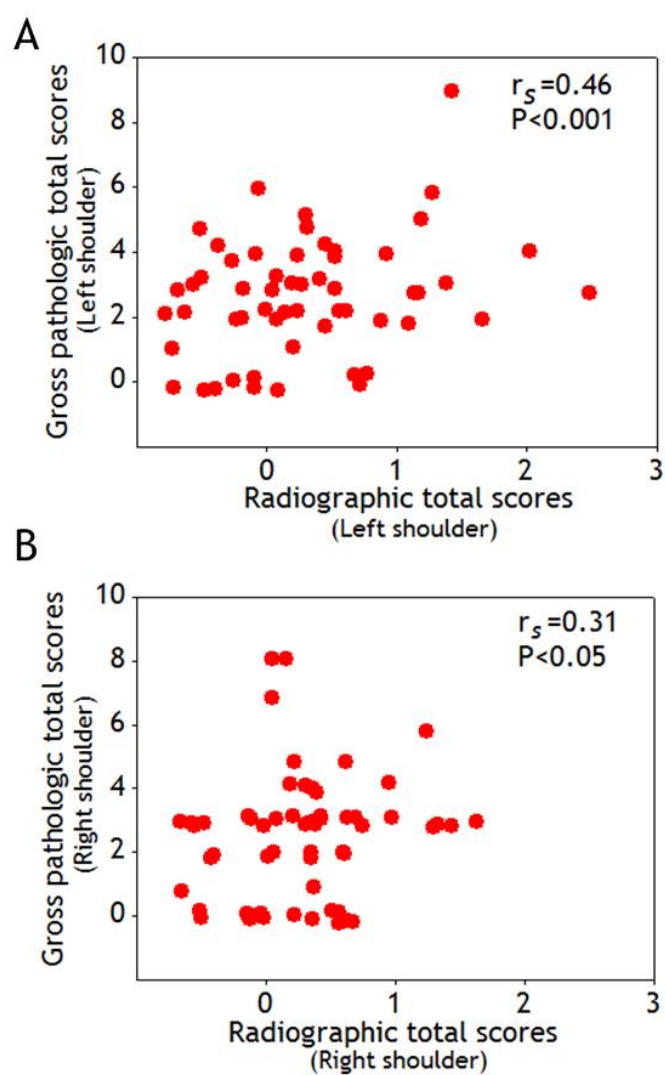 A
Gross pathologic total scores
(Left shoulder)
10
8
6
4
2
0
r_s=0.46
P<0.001
0 1 2 3
Radiographic total scores
(Left shoulder)
B
Gross pathologic total scores
(Right shoulder)
10
8
6
4
2
0
r_s=0.31
P<0.05
0 1 2 3
Radiographic total scores
(Right shoulder)